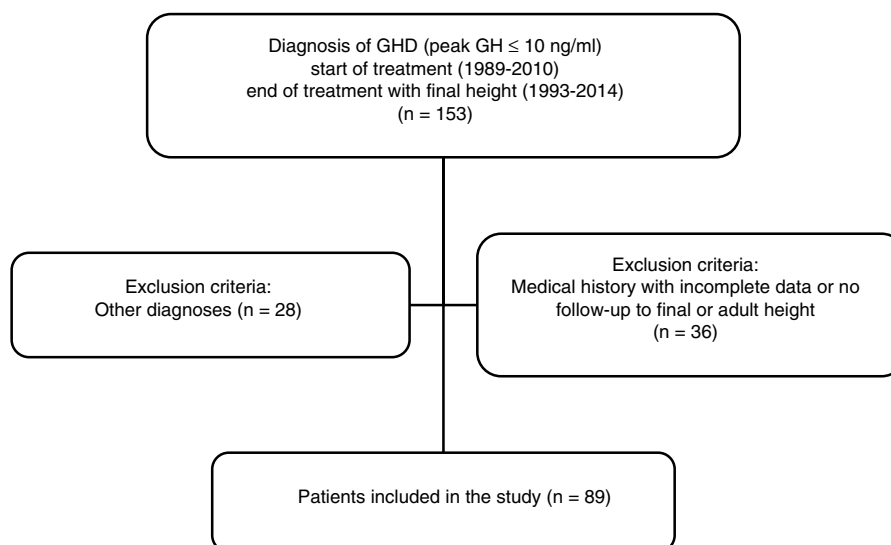 Diagnosis of GHD (peak GH ≤ 10 ng/ml)
start of treatment (1989-2010)
end of treatment with final height (1993-2014)
(n = 153)
Exclusion criteria:
Other diagnoses (n = 28)
Exclusion criteria:
Medical history with incomplete data or no
follow-up to final or adult height
(n = 36)
Patients included in the study (n = 89)